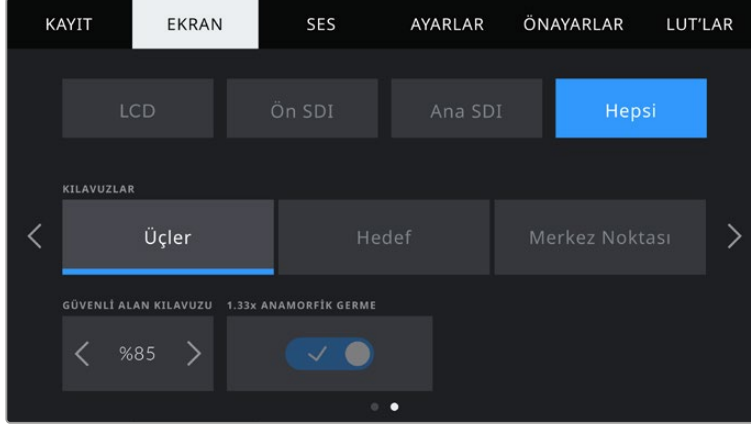 KAYIT EKRAN SES AYARLAR ÖNAYARLAR LUT'LAR
LCD Ön SDI Ana SDI Hepsi
KILAVUZLAR
Üçler Hedef Merkez Noktası
GÜVENLİ ALAN KILAVUZU 1.33x ANAMORFİK GERME
%85